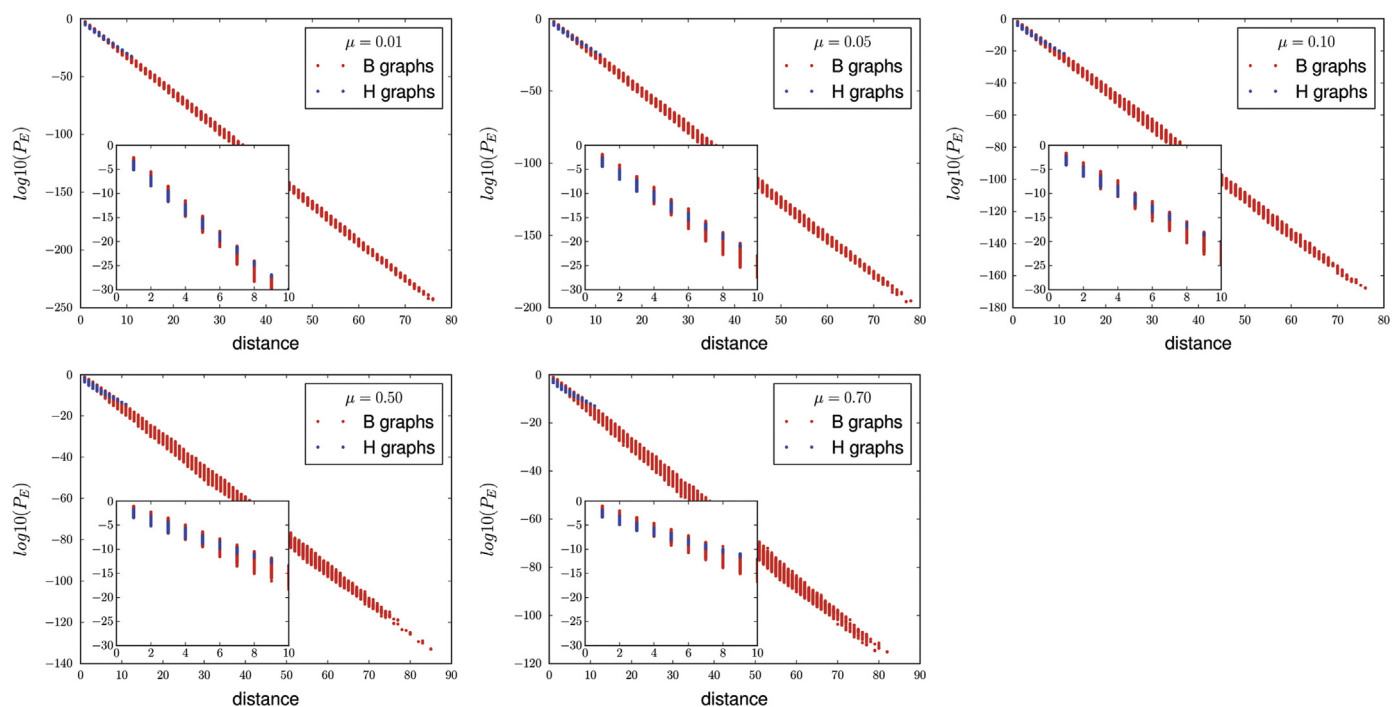 0
−50
−100
−150
−200
−250
log10(P_E)
μ = 0.01
B graphs
H graphs
0
−5
−10
−15
−20
−25
−30
0 2 4 6 8 10
0 10 20 30 40 50 60 70 80
distance
0
−50
−100
−150
−200
log10(P_E)
μ = 0.05
B graphs
H graphs
0
−5
−10
−15
−20
−25
−30
0 2 4 6 8 10
0 10 20 30 40 50 60 70 80
distance
0
−20
−40
−60
−80
−100
−120
−140
−160
−180
log10(P_E)
μ = 0.10
B graphs
H graphs
0
−5
−10
−15
−20
−25
−30
0 2 4 6 8 10
0 10 20 30 40 50 60 70 80
distance
0
−20
−40
−60
−80
−100
−120
−140
log10(P_E)
μ = 0.50
B graphs
H graphs
0
−5
−10
−15
−20
−25
−30
0 2 4 6 8 10
0 10 20 30 40 50 60 70 80 90
distance
0
−20
−40
−60
−80
−100
−120
log10(P_E)
μ = 0.70
B graphs
H graphs
0
−5
−10
−15
−20
−25
−30
0 2 4 6 8 10
0 10 20 30 40 50 60 70 80 90
distance